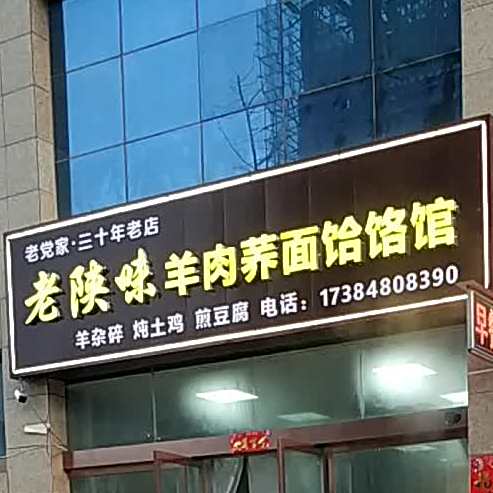 老党家·三十年老店
老陕味羊肉荞面饸饹馆
羊杂碎 炖土鸡 煎豆腐 电话：17384808390
早